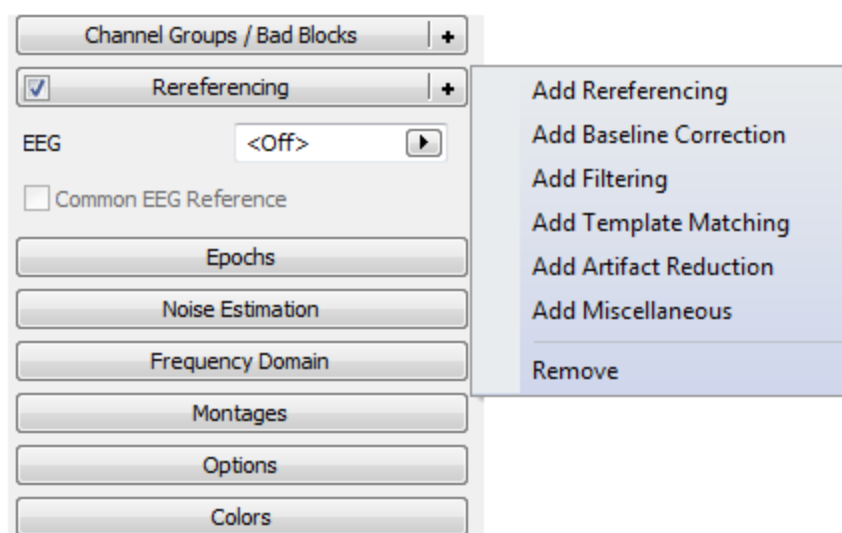 Channel Groups / Bad Blocks +
Rereferencing +
EEG <Off>
Common EEG Reference
Epochs
Noise Estimation
Frequency Domain
Montages
Options
Colors
Add Rereferencing
Add Baseline Correction
Add Filtering
Add Template Matching
Add Artifact Reduction
Add Miscellaneous
Remove